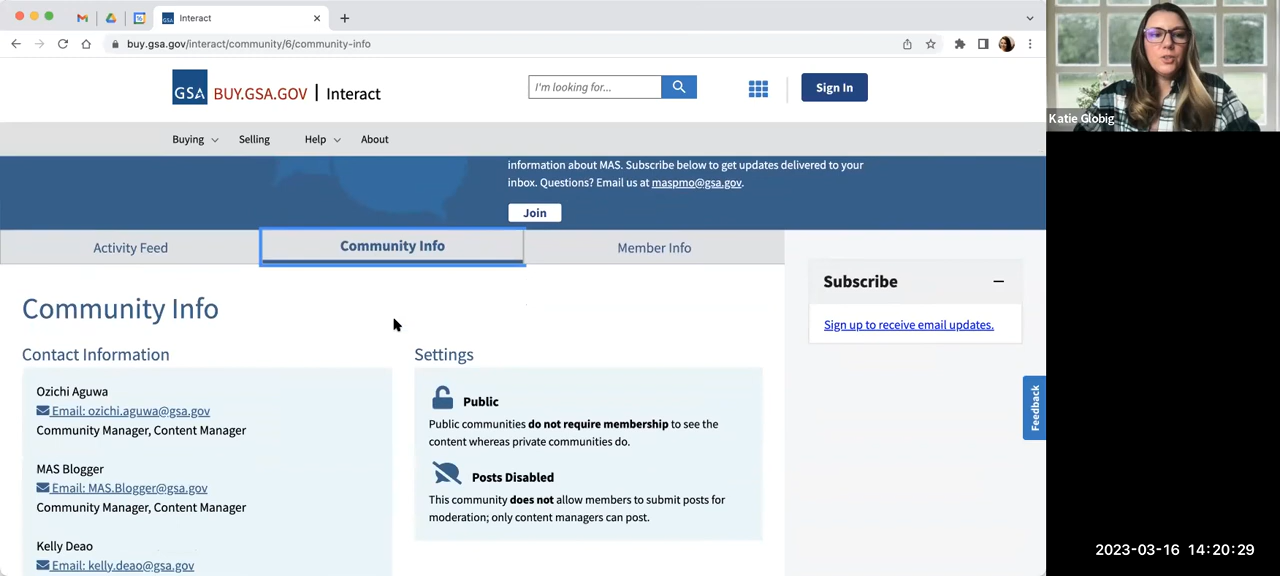 Interact
buy.gsa.gov/interact/community/6/community-info
GSA BUY.GSA.GOV | Interact
I'm looking for...
Sign In
Buying
Selling
Help
About
information about MAS. Subscribe below to get updates delivered to your
inbox. Questions? Email us at maspmo@gsa.gov.
Join
Activity Feed
Community Info
Member Info
Community Info
Contact Information
Ozichi Aguwa
Email: ozichi.aguwa@gsa.gov
Community Manager, Content Manager
MAS Blogger
Email: MAS.Blogger@gsa.gov
Community Manager, Content Manager
Kelly Deao
Email: kelly.deao@gsa.gov
Settings
Public
Public communities do not require membership to see the
content whereas private communities do.
Posts Disabled
This community does not allow members to submit posts for
moderation; only content managers can post.
Subscribe
Sign up to receive email updates.
Feedback
Katie Globig
2023-03-16 14:20:29